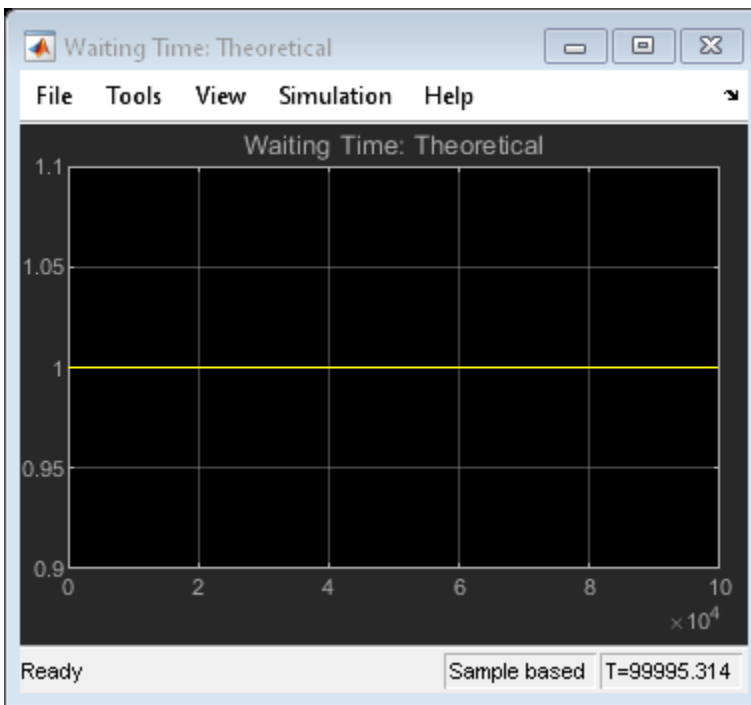 Waiting Time: Theoretical
File Tools View Simulation Help
Waiting Time: Theoretical
1.1
1.05
1
0.95
0.9
0 2 4 6 8 10
×10⁴
Ready Sample based T=99995.314